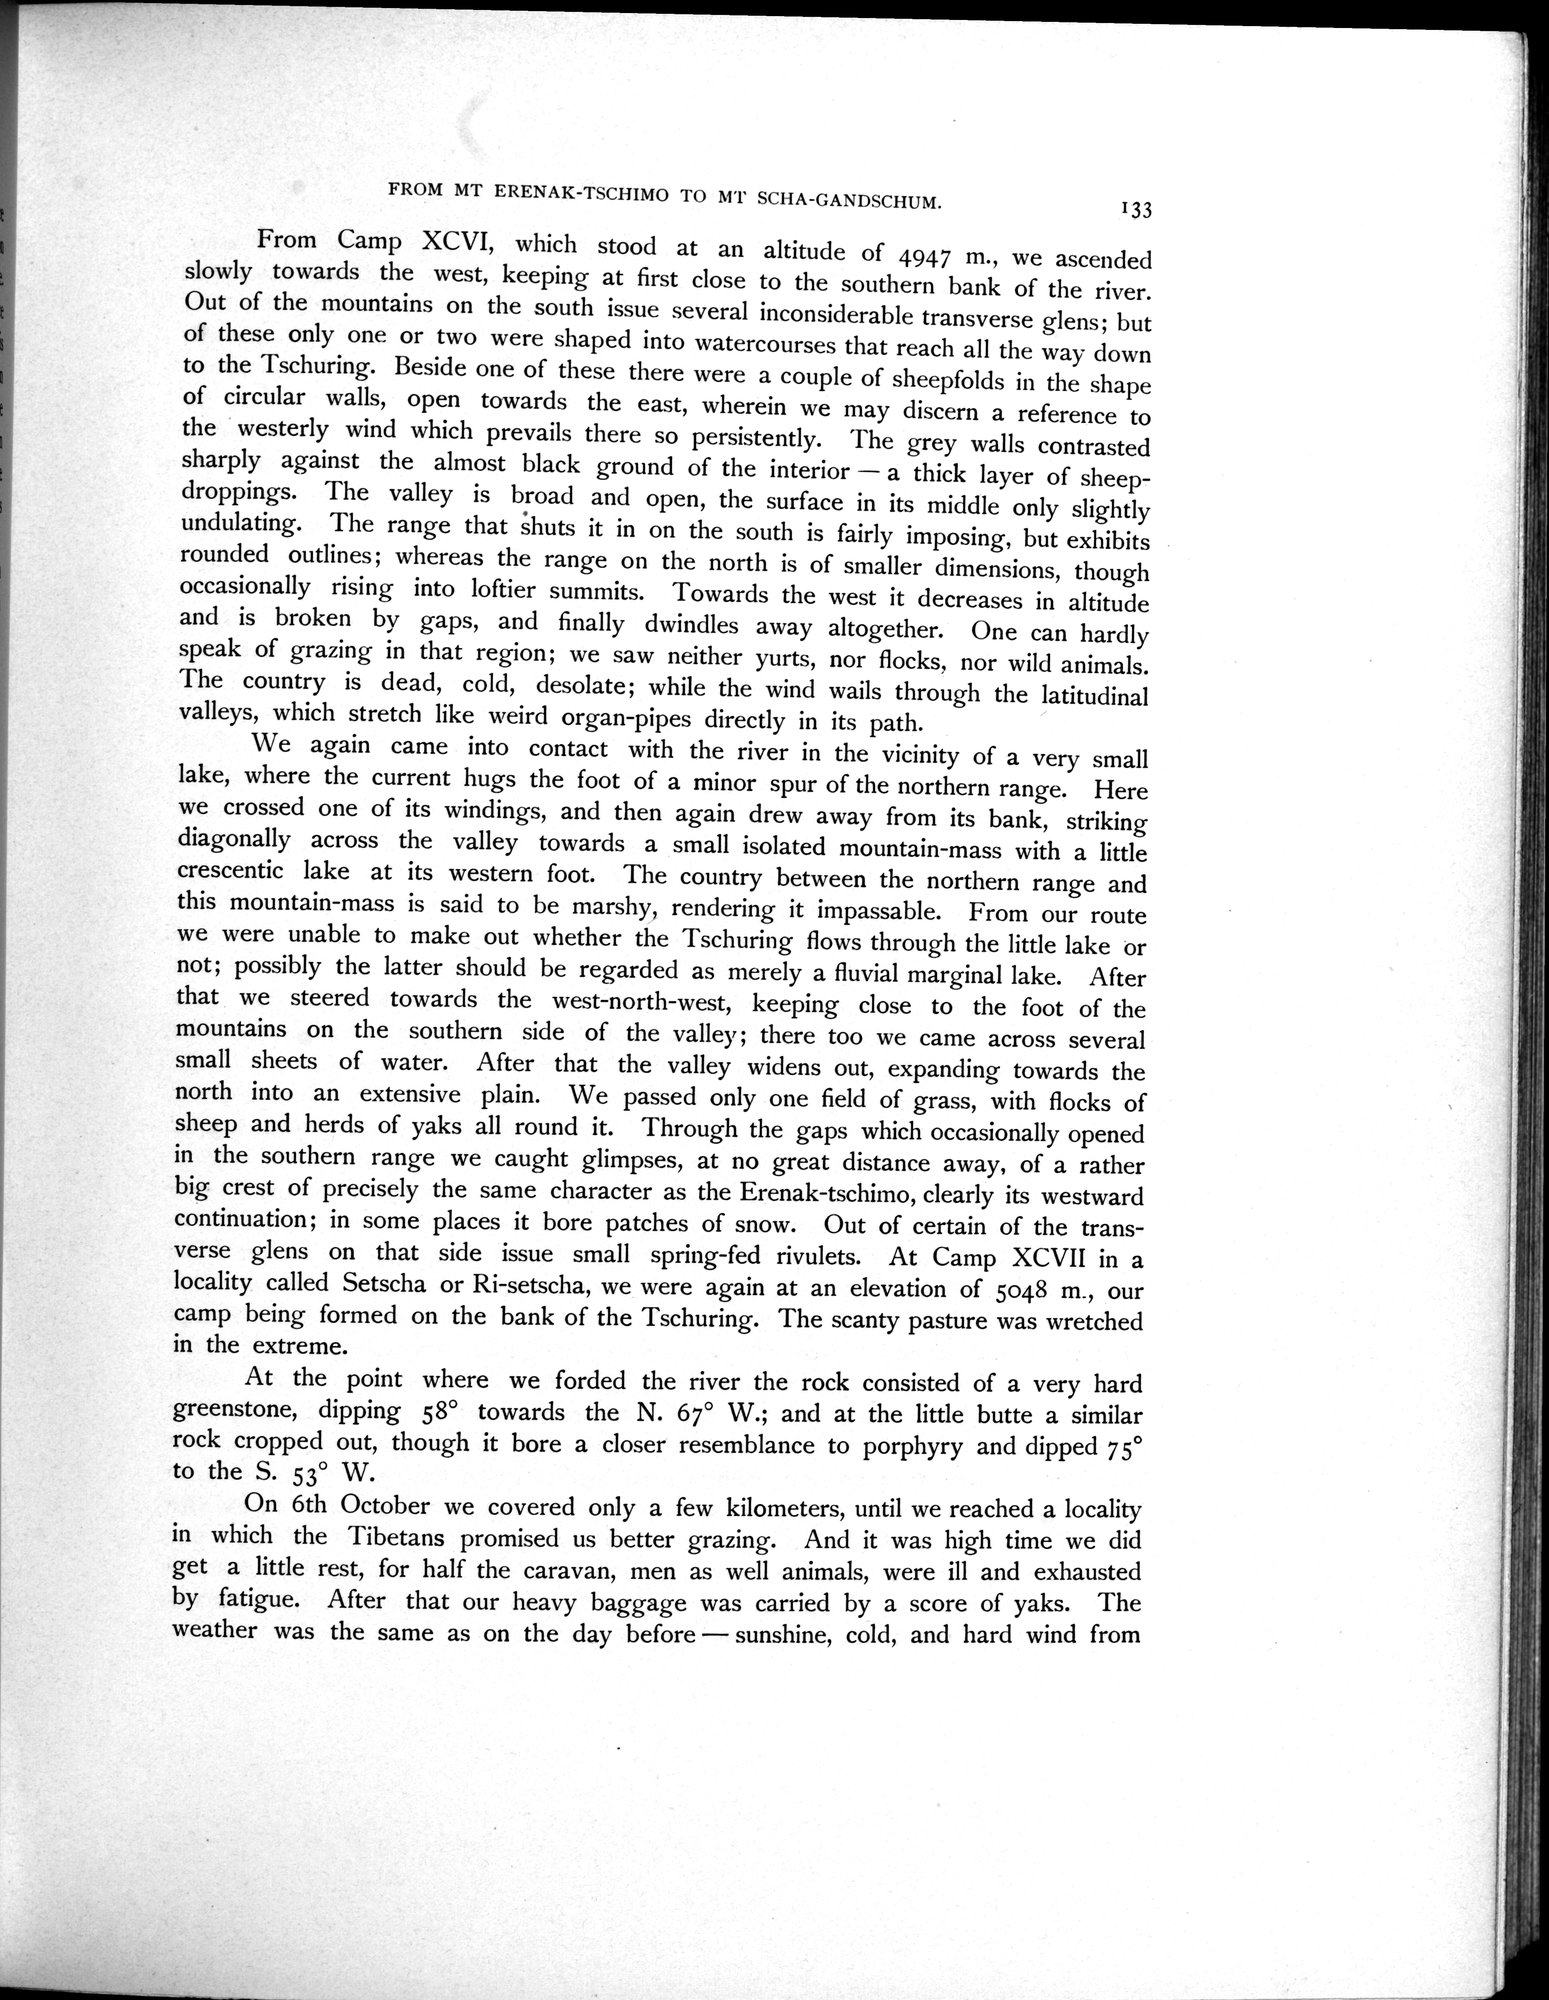 FROM MT ERENAK-TSCHIMO TO MT SCHA-GANDSCHUM.
133
From Camp XCVI, which stood at an altitude of 4947 m., we ascended
slowly towards the west, keeping at first close to the southern bank of the river.
Out of the mountains on the south issue several inconsiderable transverse glens; but
of these only one or two were shaped into watercourses that reach all the way down
to the Tschuring. Beside one of these there were a couple of sheepfolds in the shape
of circular walls, open towards the east, wherein we may discern a reference to
the westerly wind which prevails there so persistently. The grey walls contrasted
sharply against the almost black ground of the interior — a thick layer of sheep-
droppings. The valley is broad and open, the surface in its middle only slightly
undulating. The range that shuts it in on the south is fairly imposing, but exhibits
rounded outlines; whereas the range on the north is of smaller dimensions, though
occasionally rising into loftier summits. Towards the west it decreases in altitude
and is broken by gaps, and finally dwindles away altogether. One can hardly
speak of grazing in that region; we saw neither yurts, nor flocks, nor wild animals.
The country is dead, cold, desolate; while the wind wails through the latitudinal
valleys, which stretch like weird organ-pipes directly in its path.
We again came into contact with the river in the vicinity of a very small
lake, where the current hugs the foot of a minor spur of the northern range. Here
we crossed one of its windings, and then again drew away from its bank, striking
diagonally across the valley towards a small isolated mountain-mass with a little
crescentic lake at its western foot. The country between the northern range and
this mountain-mass is said to be marshy, rendering it impassable. From our route
we were unable to make out whether the Tschuring flows through the little lake or
not; possibly the latter should be regarded as merely a fluvial marginal lake. After
that we steered towards the west-north-west, keeping close to the foot of the
mountains on the southern side of the valley; there too we came across several
small sheets of water. After that the valley widens out, expanding towards the
north into an extensive plain. We passed only one field of grass, with flocks of
sheep and herds of yaks all round it. Through the gaps which occasionally opened
in the southern range we caught glimpses, at no great distance away, of a rather
big crest of precisely the same character as the Erenak-tschimo, clearly its westward
continuation; in some places it bore patches of snow. Out of certain of the trans-
verse glens on that side issue small spring-fed rivulets. At Camp XCVII in a
locality called Setscha or Ri-setscha, we were again at an elevation of 5048 m., our
camp being formed on the bank of the Tschuring. The scanty pasture was wretched
in the extreme.
At the point where we forded the river the rock consisted of a very hard
greenstone, dipping 58° towards the N. 67° W.; and at the little butte a similar
rock cropped out, though it bore a closer resemblance to porphyry and dipped 75°
to the S. 53° W.
On 6th October we covered only a few kilometers, until we reached a locality
in which the Tibetans promised us better grazing. And it was high time we did
get a little rest, for half the caravan, men as well animals, were ill and exhausted
by fatigue. After that our heavy baggage was carried by a score of yaks. The
weather was the same as on the day before — sunshine, cold, and hard wind from